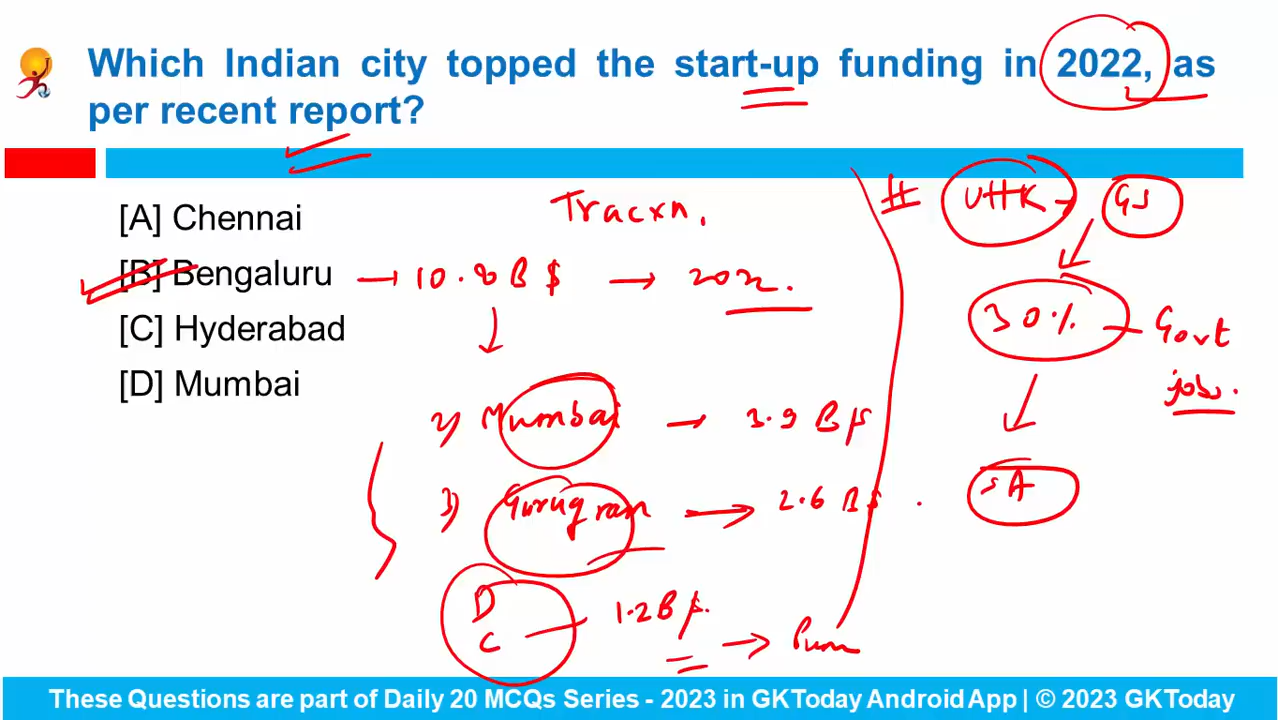 Which Indian city topped the start-up funding in 2022, as
per recent report?
[A] Chennai
[B] Bengaluru → 10.8 B $ → 2022.
[C] Hyderabad
[D] Mumbai
Tracxn.
2) Mumbai → 3.9 B $
3) Gurugram → 2.6 B $.
D
C
1.2 B $.
→ Pune
# UHK
30% - Govt
jobs.
These Questions are part of Daily 20 MCQs Series - 2023 in GKToday Android App | © 2023 GKToday